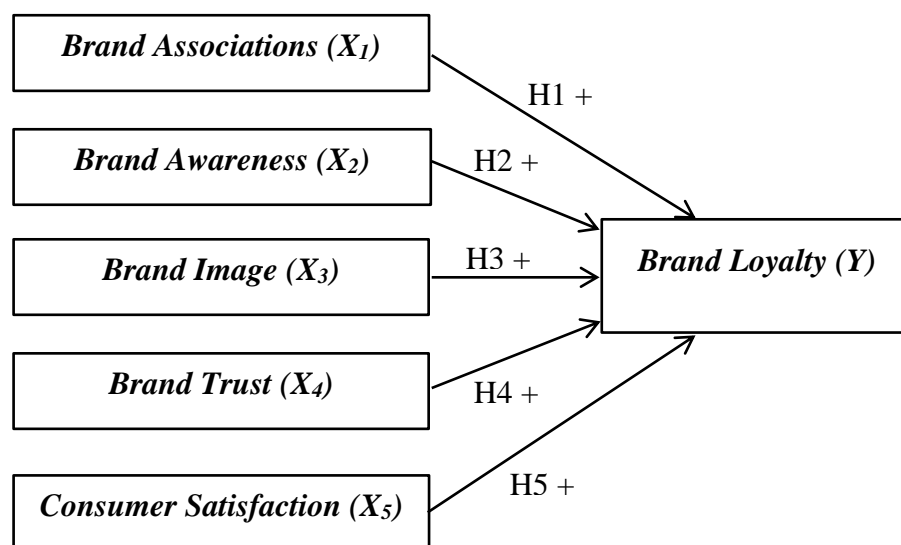 Brand Associations (X₁)
H1 +
Brand Awareness (X₂)
H2 +
Brand Image (X₃)
H3 +
Brand Loyalty (Y)
Brand Trust (X₄)
H4 +
H5 +
Consumer Satisfaction (X₅)